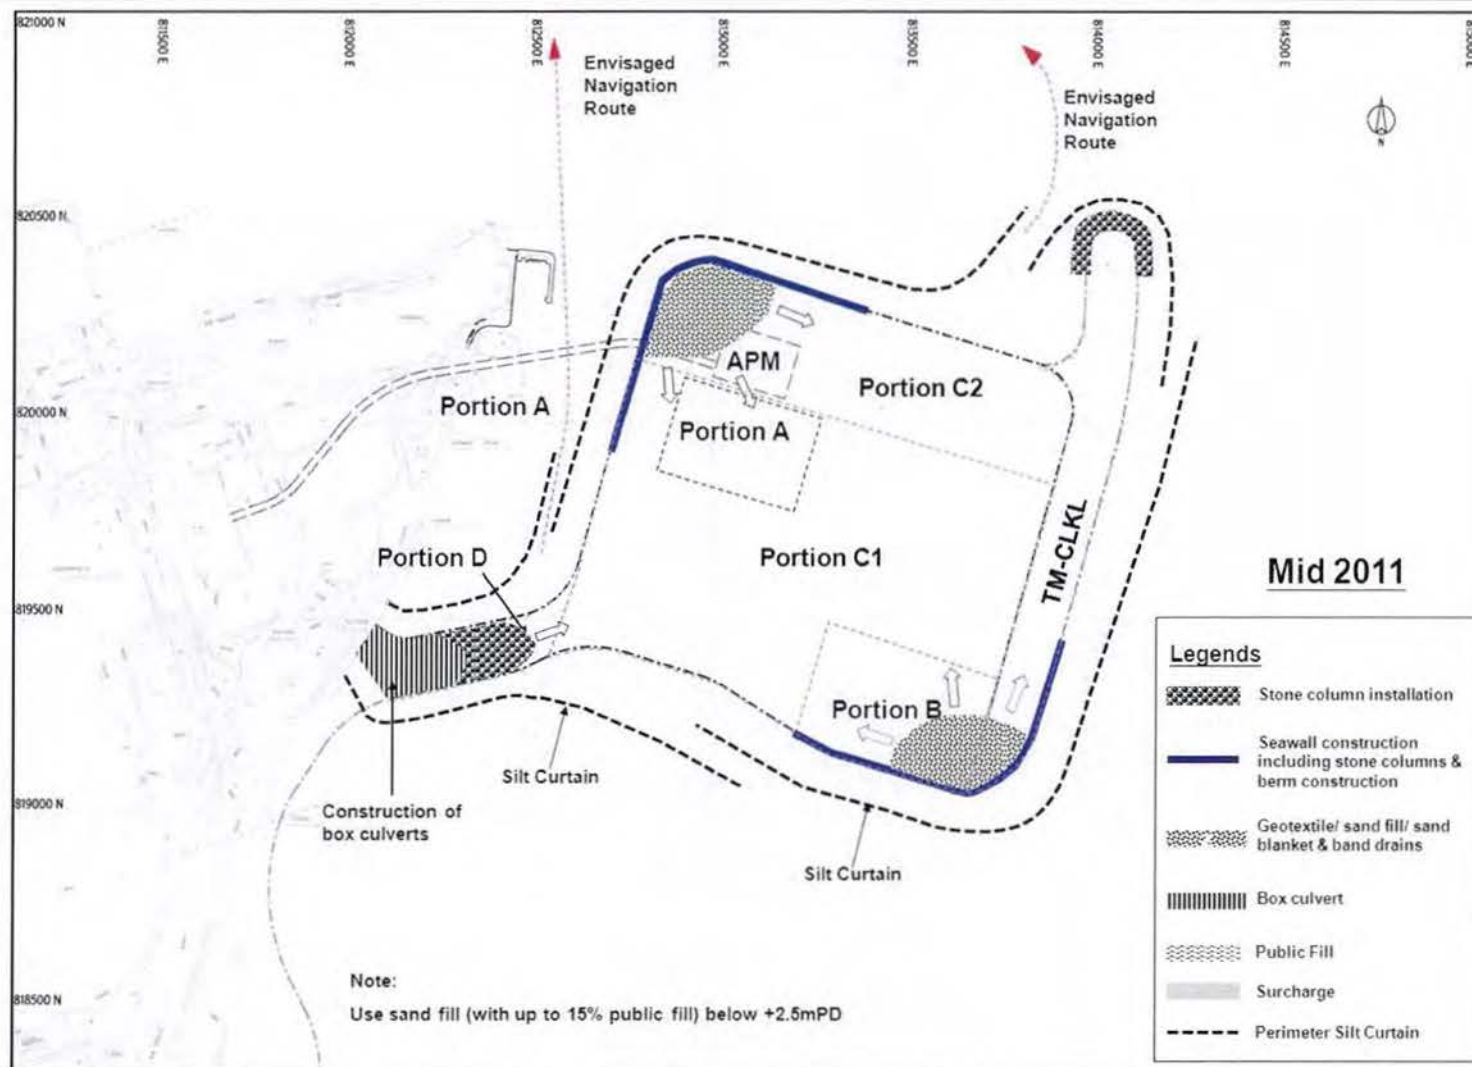 821000 N
811500 E
812000 E
812500 E
813000 E
813500 E
814000 E
814500 E
Envisaged
Navigation
Route
Envisaged
Navigation
Route
N
820500 N
APM
Portion C2
820000 N
Portion A
Portion A
Portion D
Portion C1
TM-CLKL
Mid 2011
819500 N
Portion B
Silt Curtain
819000 N
Construction of
box culverts
Silt Curtain
818500 N
Note:
Use sand fill (with up to 15% public fill) below +2.5mPD
Legends
Stone column installation
Seawall construction
including stone columns &
berm construction
Geotextile/ sand fill/ sand
blanket & band drains
Box culvert
Public Fill
Surcharge
Perimeter Silt Curtain